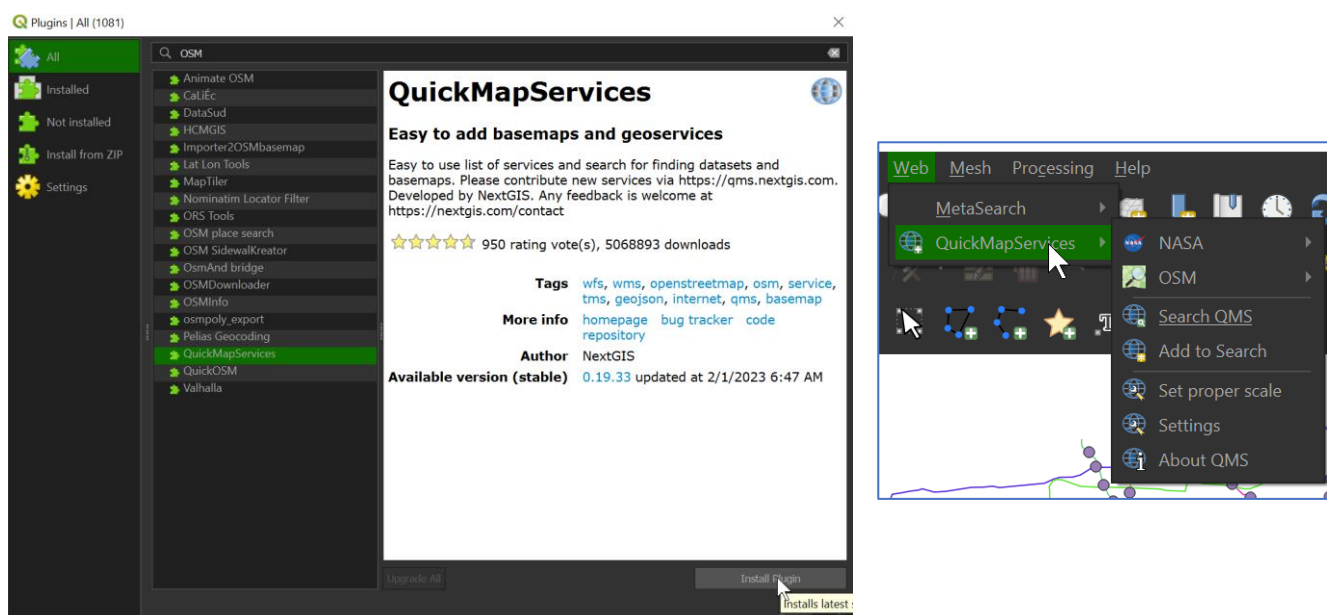 Plugins | All (1081)
All
Installed
Not installed
Install from ZIP
Settings
OSM
Animate OSM
CaLiÉc
DataSud
HCMGIS
Importer2OSMbasemap
Lat Lon Tools
MapTiler
Nominatim Locator Filter
ORS Tools
OSM place search
OSM SidewalKreator
OsmAnd bridge
OSMDownloader
OSMInfo
osmpoly_export
Pelias Geocoding
QuickMapServices
QuickOSM
Valhalla
QuickMapServices
Easy to add basemaps and geoservices
Easy to use list of services and search for finding datasets and
basemaps. Please contribute new services via https://qms.nextgis.com.
Developed by NextGIS. Any feedback is welcome at
https://nextgis.com/contact
950 rating vote(s), 5068893 downloads
Tags wfs, wms, openstreetmap, osm, service,
tms, geojson, internet, qms, basemap
More info homepage bug tracker code
repository
Author NextGIS
Available version (stable) 0.19.33 updated at 2/1/2023 6:47 AM
Upgrade All
Install Plugin
Installs latest
Web Mesh Processing Help
MetaSearch
QuickMapServices
NASA
OSM
Search QMS
Add to Search
Set proper scale
Settings
About QMS